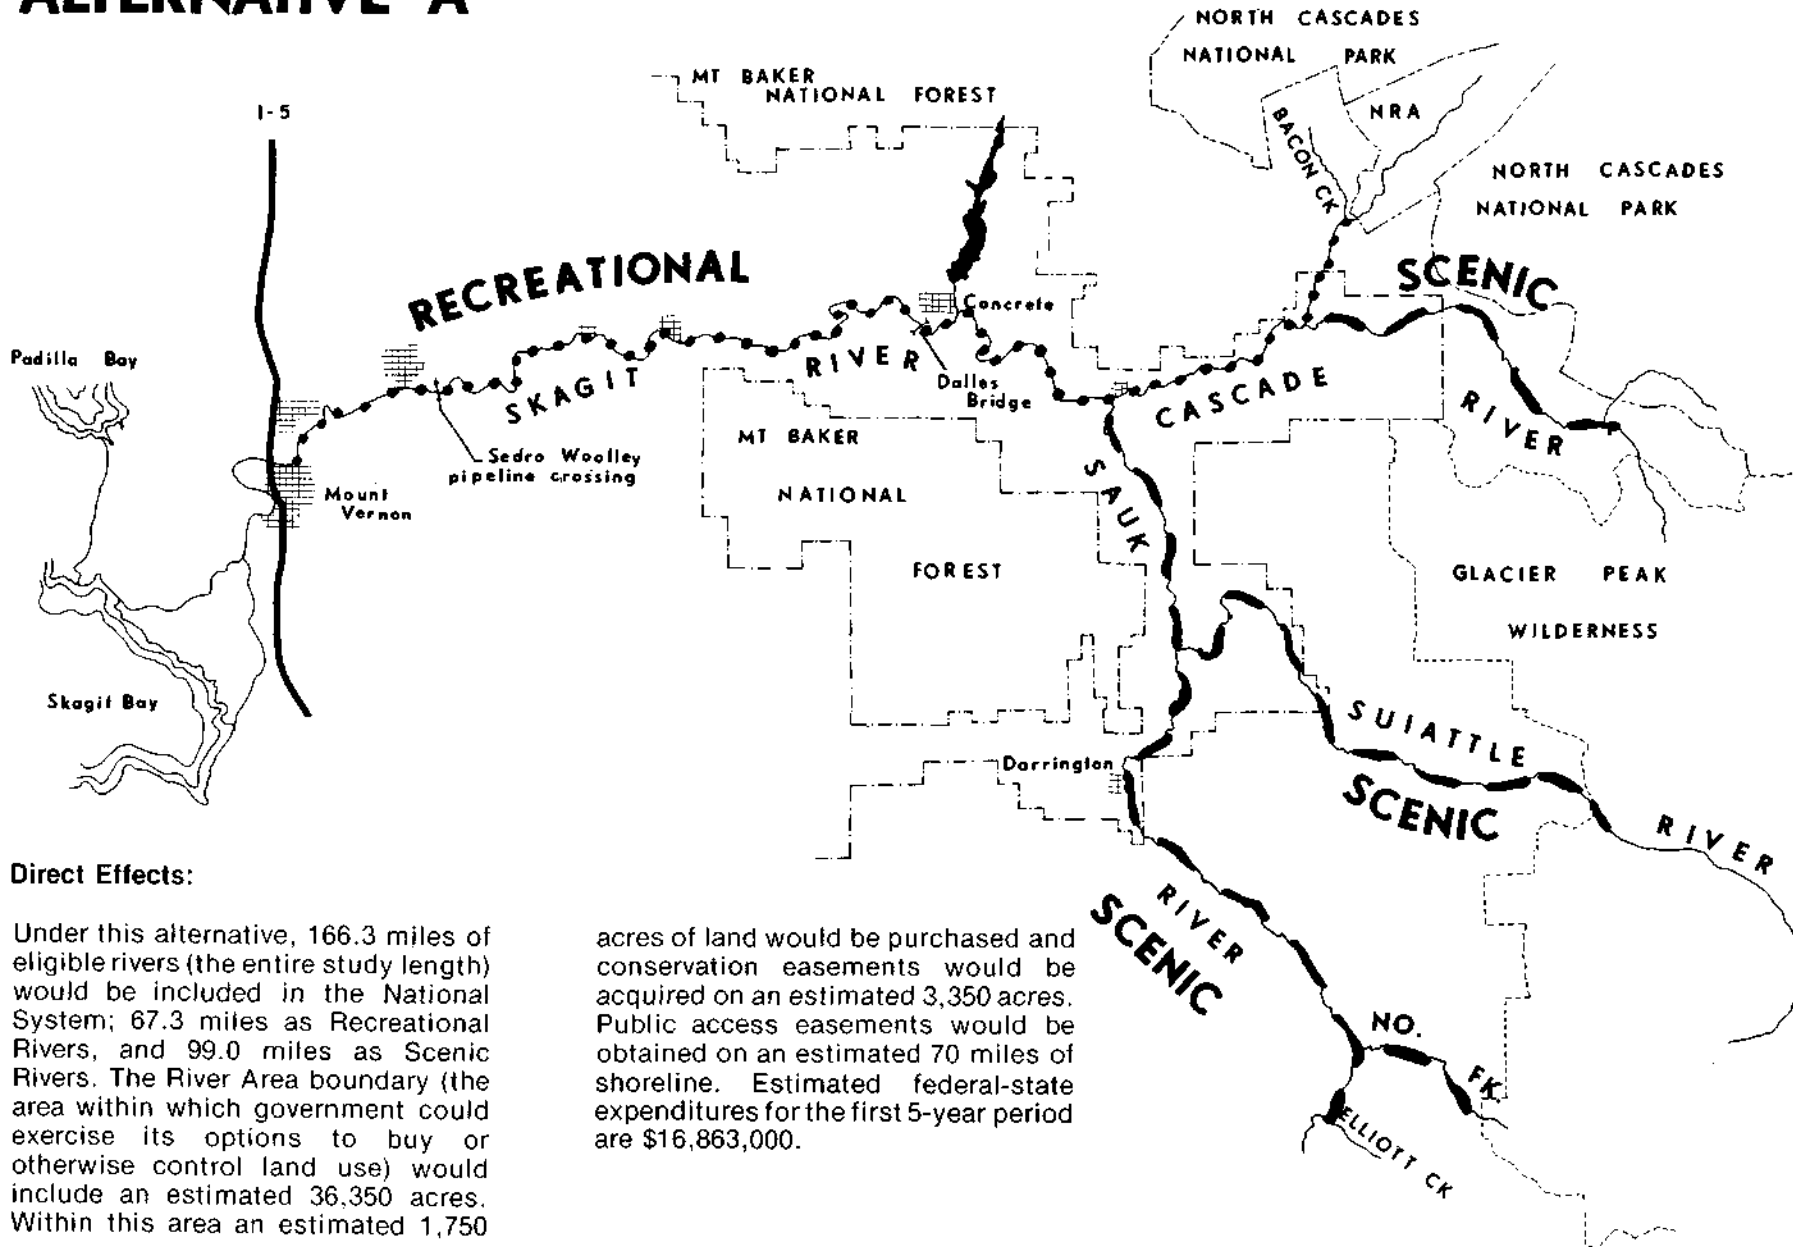 ALTERNATIVE "A"
NORTH CASCADES
NATIONAL PARK
MT BAKER
NATIONAL FOREST
I-5
NRA
BACON CK
NORTH CASCADES
NATIONAL PARK
RECREATIONAL
SCENIC
Concrete
Padilla Bay
SKAGIT RIVER
Dalles
Bridge
CASCADE RIVER
MT BAKER
NATIONAL
FOREST
Sedro Woolley
pipeline crossing
Mount
Vernon
SAUK
GLACIER PEAK
WILDERNESS
Skagit Bay
SUIATTLE RIVER
SCENIC
Darrington
RIVER
SCENIC
NO.
FK.
ELLIOTT CK
Direct Effects:
Under this alternative, 166.3 miles of
eligible rivers (the entire study length)
would be included in the National
System; 67.3 miles as Recreational
Rivers, and 99.0 miles as Scenic
Rivers. The River Area boundary (the
area within which government could
exercise its options to buy or
otherwise control land use) would
include an estimated 36,350 acres.
Within this area an estimated 1,750
acres of land would be purchased and
conservation easements would be
acquired on an estimated 3,350 acres.
Public access easements would be
obtained on an estimated 70 miles of
shoreline. Estimated federal-state
expenditures for the first 5-year period
are $16,863,000.